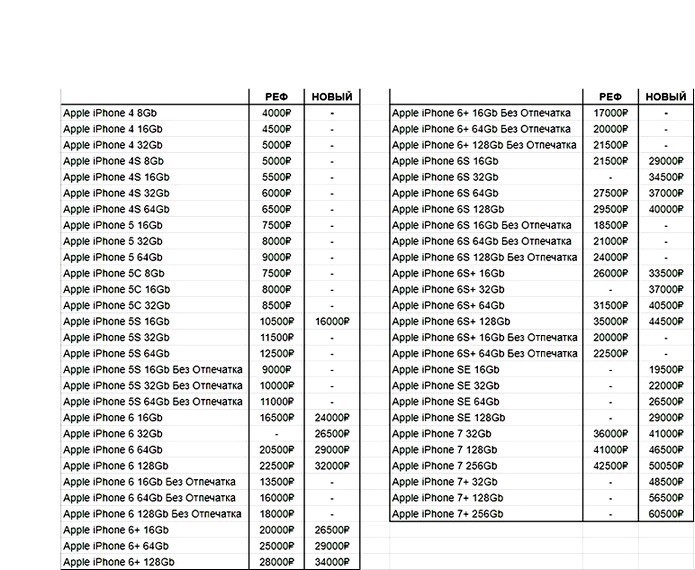 РЕФ НОВЫЙ
Apple iPhone 4 8Gb 4000₽ -
Apple iPhone 4 16Gb 4500₽ -
Apple iPhone 4 32Gb 5000₽ -
Apple iPhone 4S 8Gb 5000₽ -
Apple iPhone 4S 16Gb 5500₽ -
Apple iPhone 4S 32Gb 6000₽ -
Apple iPhone 4S 64Gb 6500₽ -
Apple iPhone 5 16Gb 7500₽ -
Apple iPhone 5 32Gb 8000₽ -
Apple iPhone 5 64Gb 9000₽ -
Apple iPhone 5C 8Gb 7500₽ -
Apple iPhone 5C 16Gb 8000₽ -
Apple iPhone 5C 32Gb 8500₽ -
Apple iPhone 5S 16Gb 10500₽ 16000₽
Apple iPhone 5S 32Gb 11500₽ -
Apple iPhone 5S 64Gb 12500₽ -
Apple iPhone 5S 16Gb Без Отпечатка 9000₽ -
Apple iPhone 5S 32Gb Без Отпечатка 10000₽ -
Apple iPhone 5S 64Gb Без Отпечатка 11000₽ -
Apple iPhone 6 16Gb 16500₽ 24000₽
Apple iPhone 6 32Gb - 26500₽
Apple iPhone 6 64Gb 20500₽ 29000₽
Apple iPhone 6 128Gb 22500₽ 32000₽
Apple iPhone 6 16Gb Без Отпечатка 13500₽ -
Apple iPhone 6 64Gb Без Отпечатка 16000₽ -
Apple iPhone 6 128Gb Без Отпечатка 18000₽ -
Apple iPhone 6+ 16Gb 20000₽ 26500₽
Apple iPhone 6+ 64Gb 25000₽ 29000₽
Apple iPhone 6+ 128Gb 28000₽ 34000₽
РЕФ НОВЫЙ
Apple iPhone 6+ 16Gb Без Отпечатка 17000₽ -
Apple iPhone 6+ 64Gb Без Отпечатка 20000₽ -
Apple iPhone 6+ 128Gb Без Отпечатка 21500₽ -
Apple iPhone 6S 16Gb 21500₽ 29000₽
Apple iPhone 6S 32Gb - 34500₽
Apple iPhone 6S 64Gb 27500₽ 37000₽
Apple iPhone 6S 128Gb 29500₽ 40000₽
Apple iPhone 6S 16Gb Без Отпечатка 18500₽ -
Apple iPhone 6S 64Gb Без Отпечатка 21000₽ -
Apple iPhone 6S 128Gb Без Отпечатка 24000₽ -
Apple iPhone 6S+ 16Gb 26000₽ 33500₽
Apple iPhone 6S+ 32Gb - 37000₽
Apple iPhone 6S+ 64Gb 31500₽ 40500₽
Apple iPhone 6S+ 128Gb 35000₽ 44500₽
Apple iPhone 6S+ 16Gb Без Отпечатка 20000₽ -
Apple iPhone 6S+ 64Gb Без Отпечатка 22500₽ -
Apple iPhone SE 16Gb - 19500₽
Apple iPhone SE 32Gb - 22000₽
Apple iPhone SE 64Gb - 26500₽
Apple iPhone SE 128Gb - 29000₽
Apple iPhone 7 32Gb 36000₽ 41000₽
Apple iPhone 7 128Gb 41000₽ 46500₽
Apple iPhone 7 256Gb 42500₽ 50050₽
Apple iPhone 7+ 32Gb - 48500₽
Apple iPhone 7+ 128Gb - 56500₽
Apple iPhone 7+ 256Gb - 60500₽